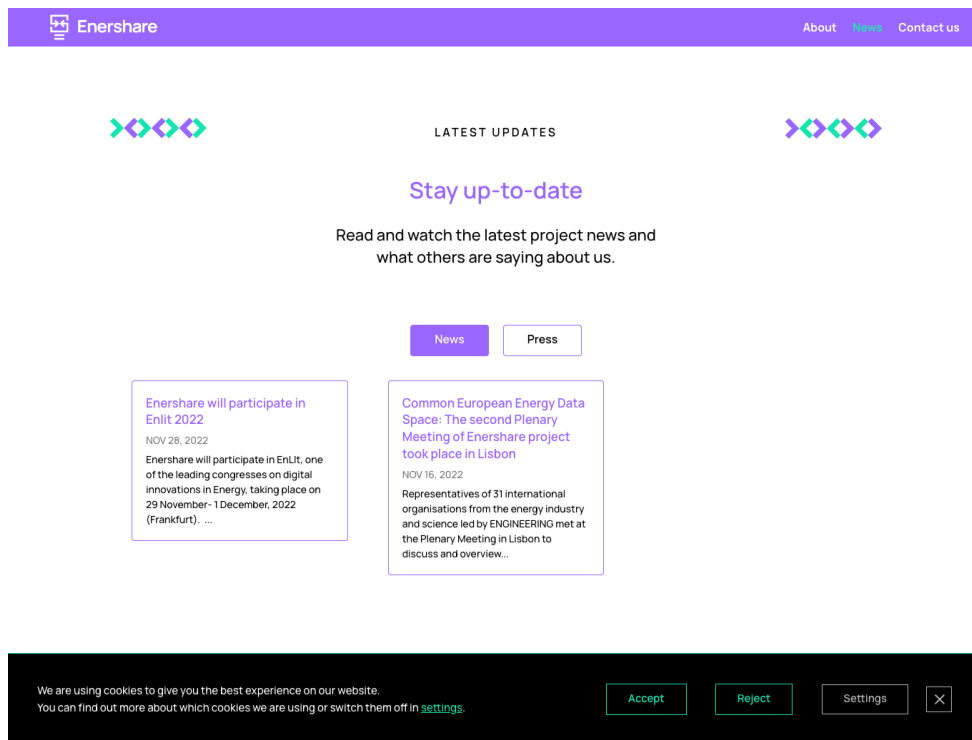 Enershare
About News Contact us
LATEST UPDATES
Stay up-to-date
Read and watch the latest project news and
what others are saying about us.
News
Press
Enershare will participate in
Enlit 2022
NOV 28, 2022
Enershare will participate in EnLIt, one
of the leading congresses on digital
innovations in Energy, taking place on
29 November- 1 December, 2022
(Frankfurt). ...
Common European Energy Data
Space: The second Plenary
Meeting of Enershare project
took place in Lisbon
NOV 16, 2022
Representatives of 31 international
organisations from the energy industry
and science led by ENGINEERING met at
the Plenary Meeting in Lisbon to
discuss and overview...
We are using cookies to give you the best experience on our website.
You can find out more about which cookies we are using or switch them off in settings.
Accept
Reject
Settings